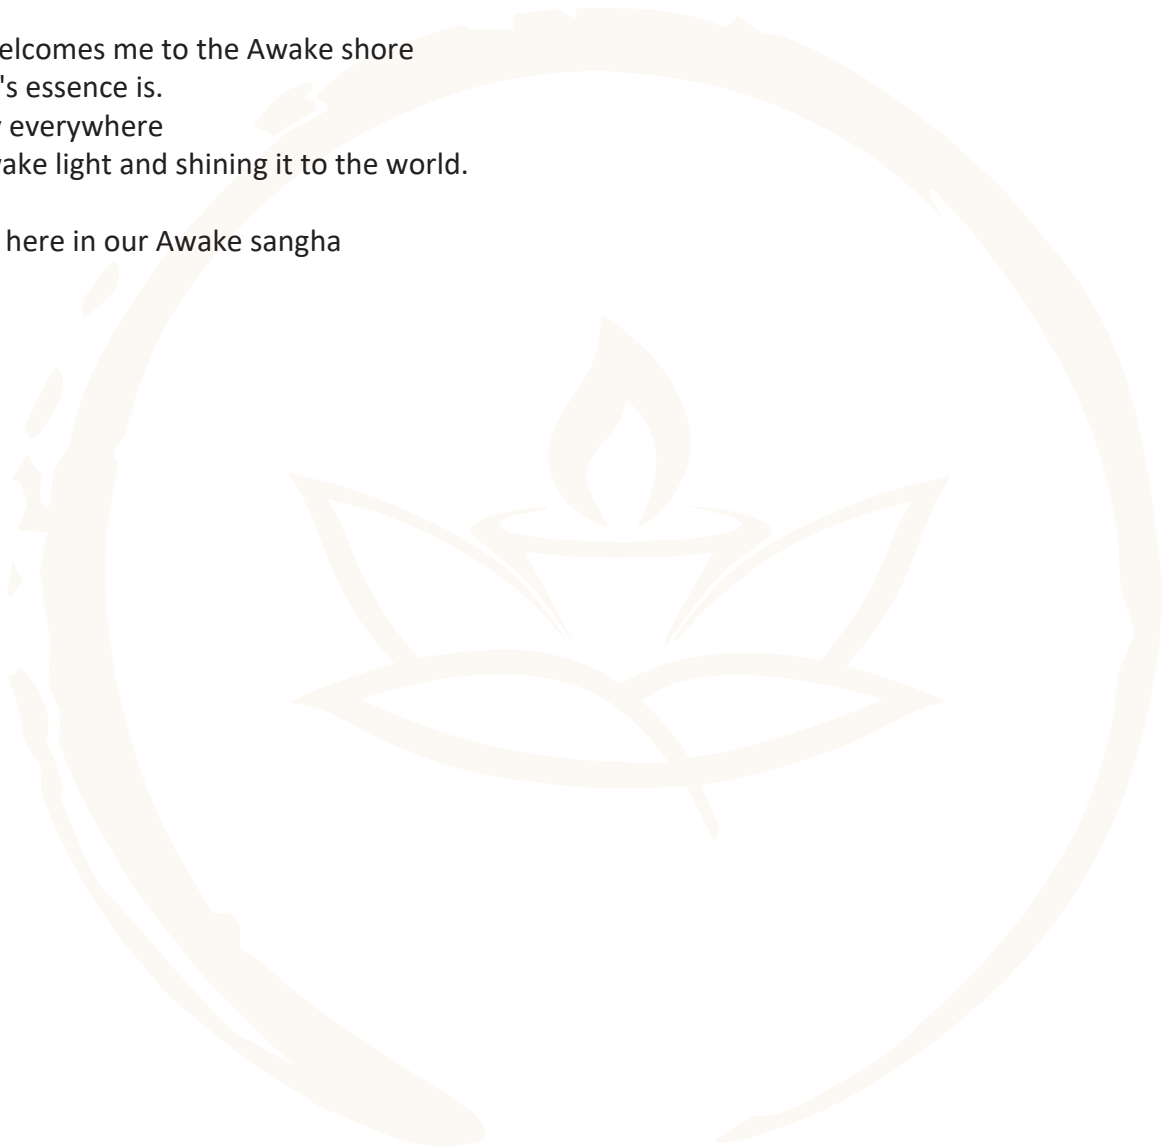 elcomes me to the Awake shore
's essence is.
everywhere
ake light and shining it to the world.
here in our Awake sangha